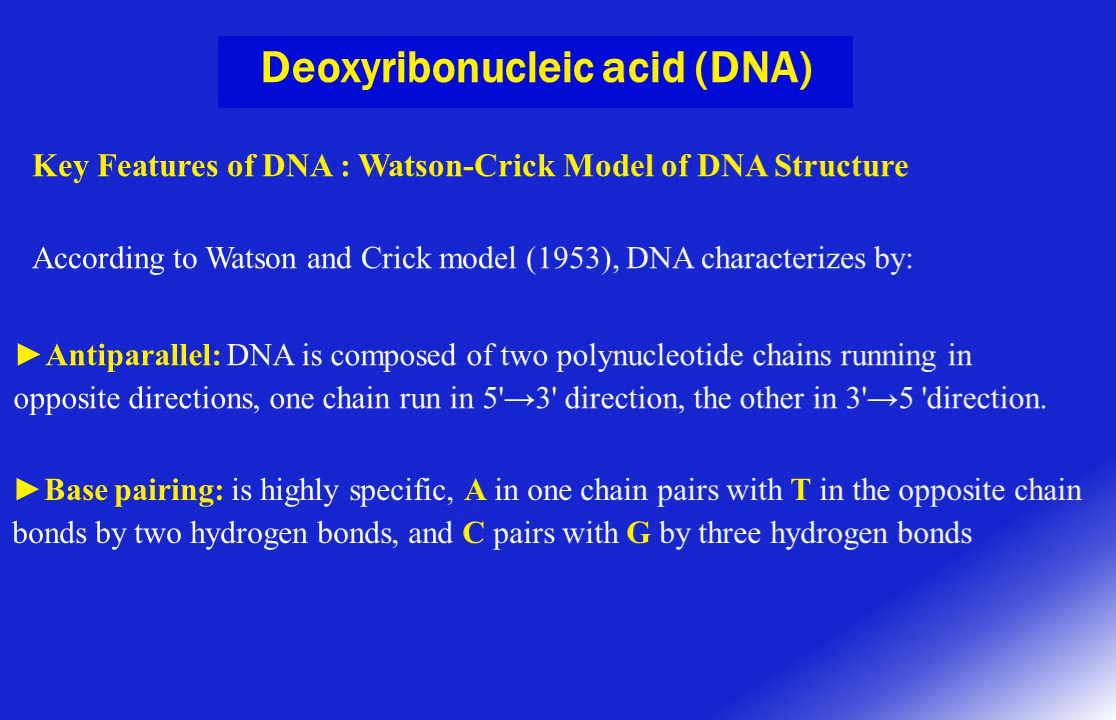 Deoxyribonucleic acid (DNA)
Key Features of DNA : Watson-Crick Model of DNA Structure
According to Watson and Crick model (1953), DNA characterizes by:
►Antiparallel: DNA is composed of two polynucleotide chains running in
opposite directions, one chain run in 5'→3' direction, the other in 3'→5 'direction.
►Base pairing: is highly specific, A in one chain pairs with T in the opposite chain
bonds by two hydrogen bonds, and C pairs with G by three hydrogen bonds